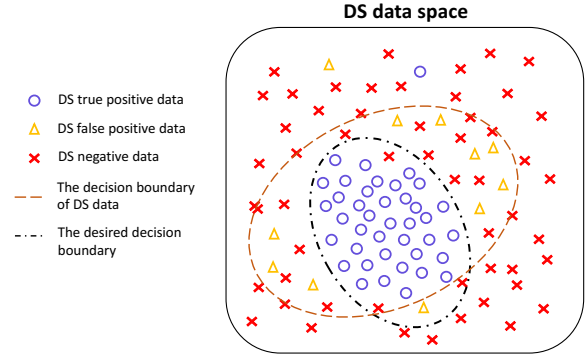 DS data space
DS true positive data
DS false positive data
DS negative data
The decision boundary
of DS data
The desired decision
boundary